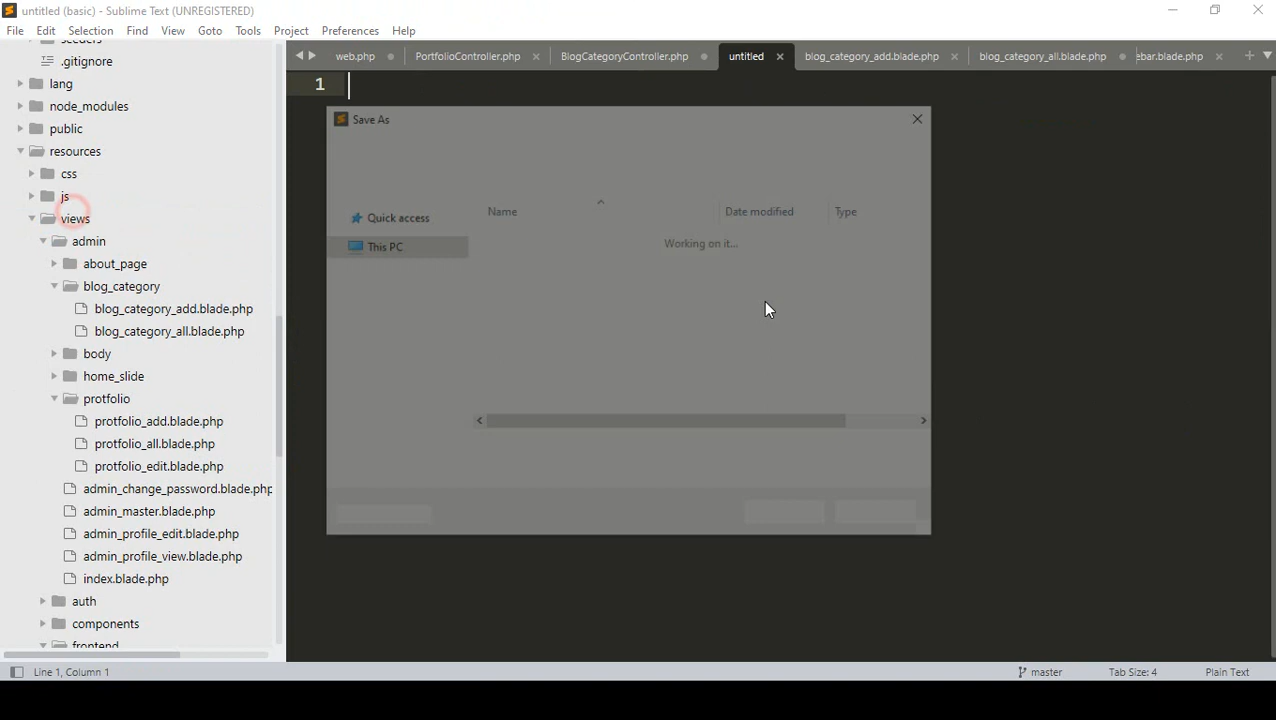 untitled (basic) - Sublime Text (UNREGISTERED)
File Edit Selection Find View Goto Tools Project Preferences Help
web.php PortfolioController.php BlogCategoryController.php untitled blog_category_add.blade.php blog_category_all.blade.php ebar.blade.php
seeders
.gitignore
lang
node_modules
public
resources
css
js
views
admin
about_page
blog_category
blog_category_add.blade.php
blog_category_all.blade.php
body
home_slide
protfolio
protfolio_add.blade.php
protfolio_all.blade.php
protfolio_edit.blade.php
admin_change_password.blade.php
admin_master.blade.php
admin_profile_edit.blade.php
admin_profile_view.blade.php
index.blade.php
auth
components
frontend
1
Save As
Name Date modified Type
Quick access
This PC
Working on it...
Line 1, Column 1 master Tab Size: 4 Plain Text